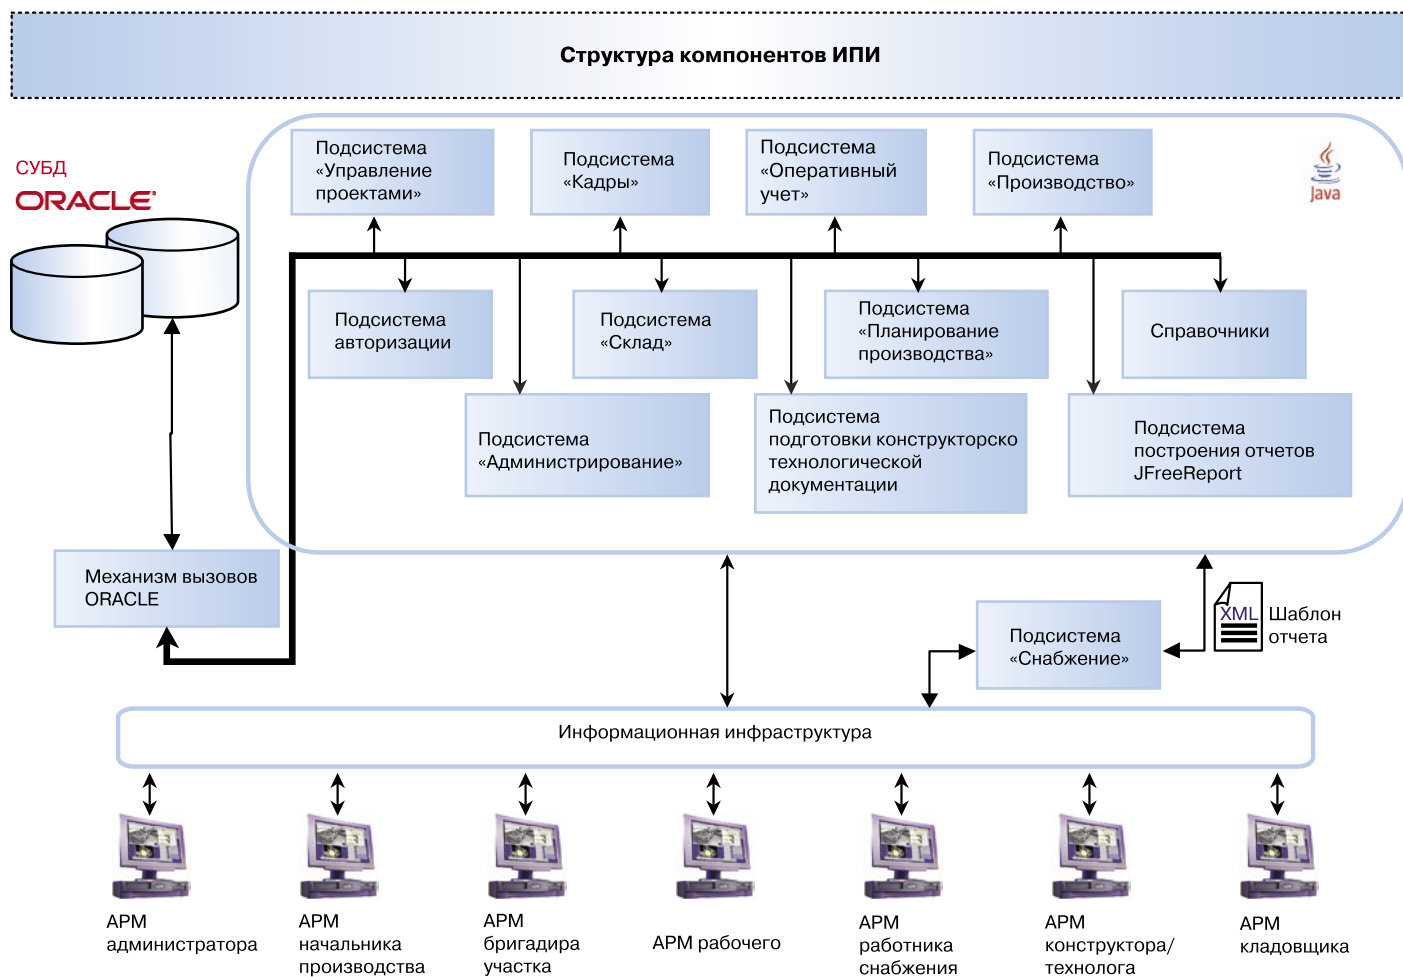 Структура компонентов ИПИ
СУБД
ORACLE
Подсистема
«Управление
проектами»
Подсистема
«Кадры»
Подсистема
«Оперативный
учет»
Подсистема
«Производство»
Java
Подсистема
авторизации
Подсистема
«Склад»
Подсистема
«Планирование
производства»
Справочники
Подсистема
«Администрирование»
Подсистема
подготовки конструкторско
технологической
документации
Подсистема
построения отчетов
JFreeReport
Механизм вызовов
ORACLE
Подсистема
«Снабжение»
XML
Шаблон
отчета
Информационная инфраструктура
АРМ
администратора
АРМ
начальника
производства
АРМ
бригадира
участка
АРМ рабочего
АРМ
работника
снабжения
АРМ
конструктора/
технолога
АРМ
кладовщика